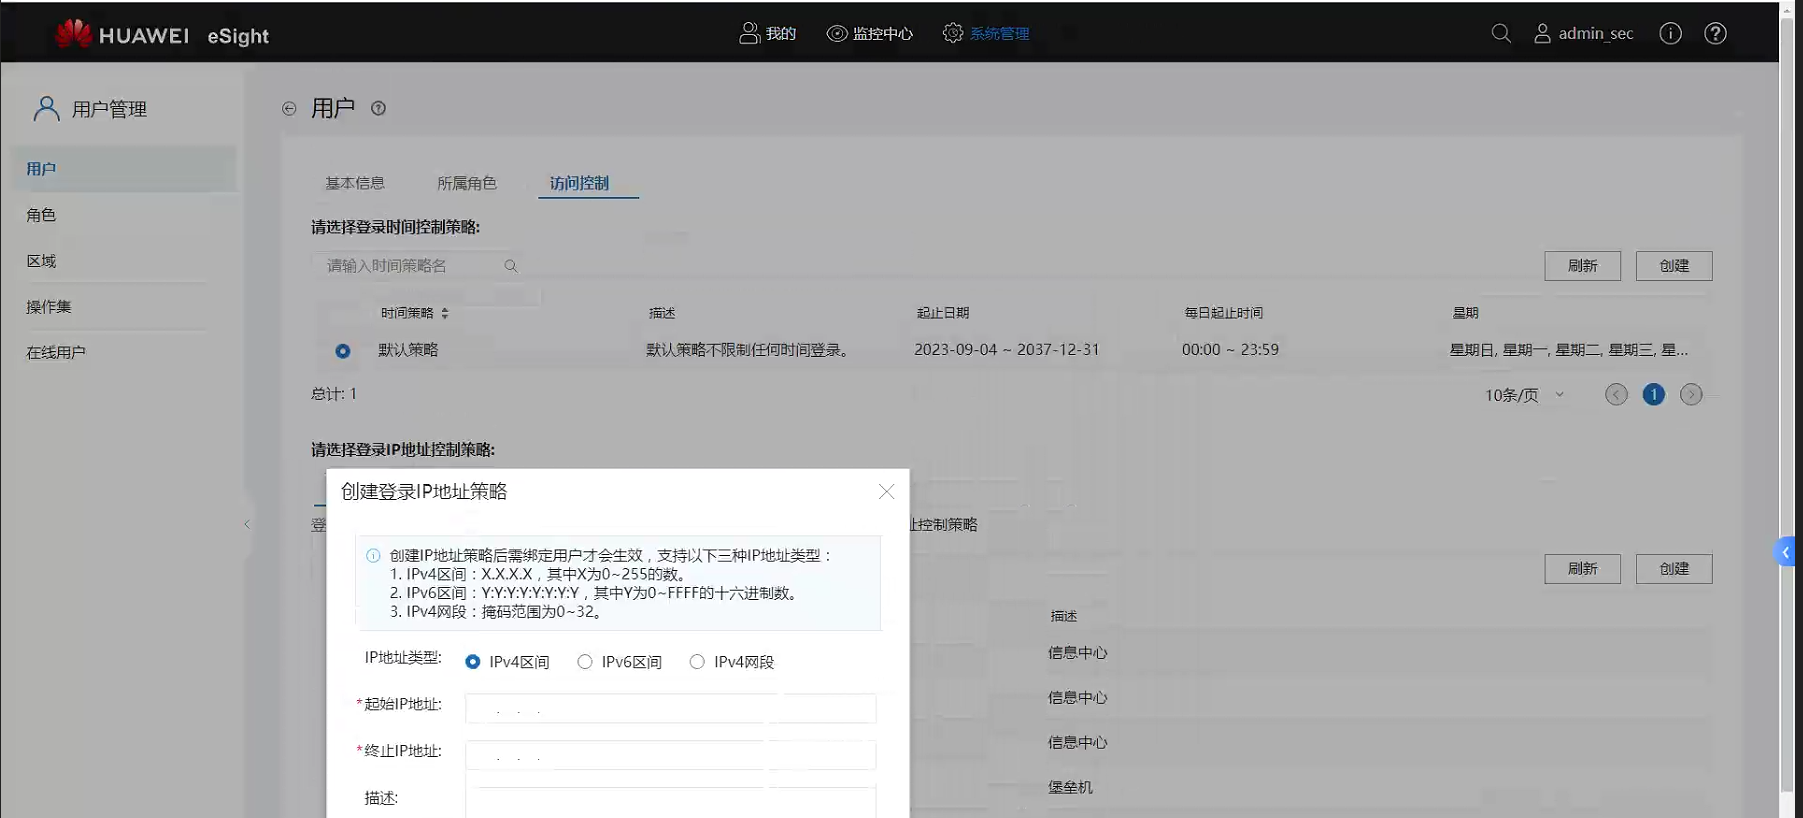 HUAWEI eSight
我的 监控中心 系统管理
admin_sec
用户管理
用户
角色
区域
操作集
在线用户
用户
基本信息 所属角色 访问控制
请选择登录时间控制策略:
请输入时间策略名
刷新 创建
时间策略 描述 起止日期 每日起止时间 星期
默认策略 默认策略不限制任何时间登录。 2023-09-04 ~ 2037-12-31 00:00 ~ 23:59 星期日, 星期一, 星期二, 星期三, 星...
总计: 1
10条/页 1
请选择登录IP地址控制策略:
登
址控制策略
刷新 创建
描述
信息中心
信息中心
信息中心
堡垒机
创建登录IP地址策略
创建IP地址策略后需绑定用户才会生效，支持以下三种IP地址类型：
1. IPv4区间：X.X.X.X，其中X为0~255的数。
2. IPv6区间：Y:Y:Y:Y:Y:Y:Y:Y，其中Y为0~FFFF的十六进制数。
3. IPv4网段：掩码范围为0~32。
IP地址类型: IPv4区间 IPv6区间 IPv4网段
*起始IP地址: . . .
*终止IP地址: . . .
描述: